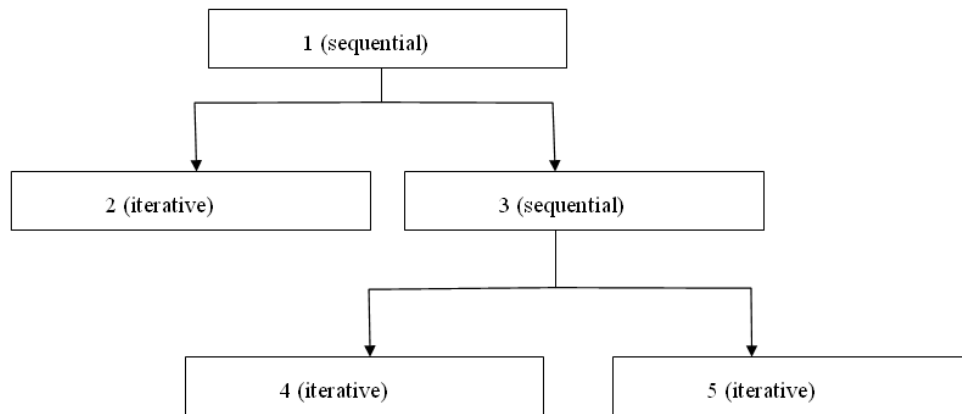 1 (sequential)
2 (iterative)
3 (sequential)
4 (iterative)
5 (iterative)